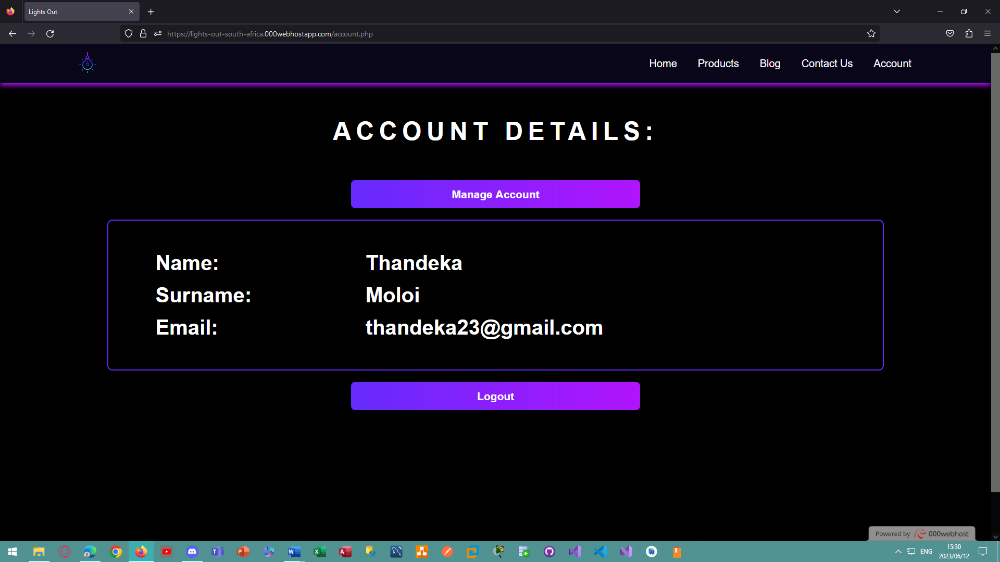 Lights Out
https://lights-out-south-africa.000webhostapp.com/account.php
Home Products Blog Contact Us Account
ACCOUNT DETAILS:
Manage Account
Name: Thandeka
Surname: Moloi
Email: thandeka23@gmail.com
Logout
Powered by 000webhost
ENG
15:30
2023/06/12